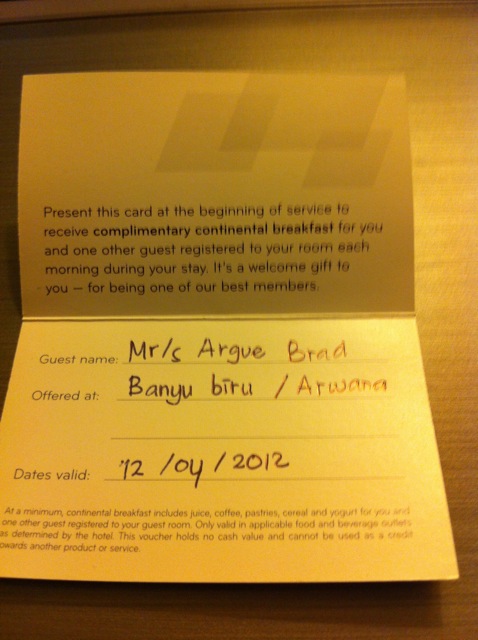 Present this card at the beginning of service to
receive complimentary continental breakfast for you
and one other guest registered to your room each
morning during your stay. It's a welcome gift to
you — for being one of our best members.
Guest name: Mr/s Argue Brad
Offered at: Banyu biru / Arwana
Dates valid: 12 /04 / 2012
At a minimum, continental breakfast includes juice, coffee, pastries, cereal and yogurt for you and
one other guest registered to your guest room. Only valid in applicable food and beverage outlets
as determined by the hotel. This voucher holds no cash value and cannot be used as a credit
owards another product or service.